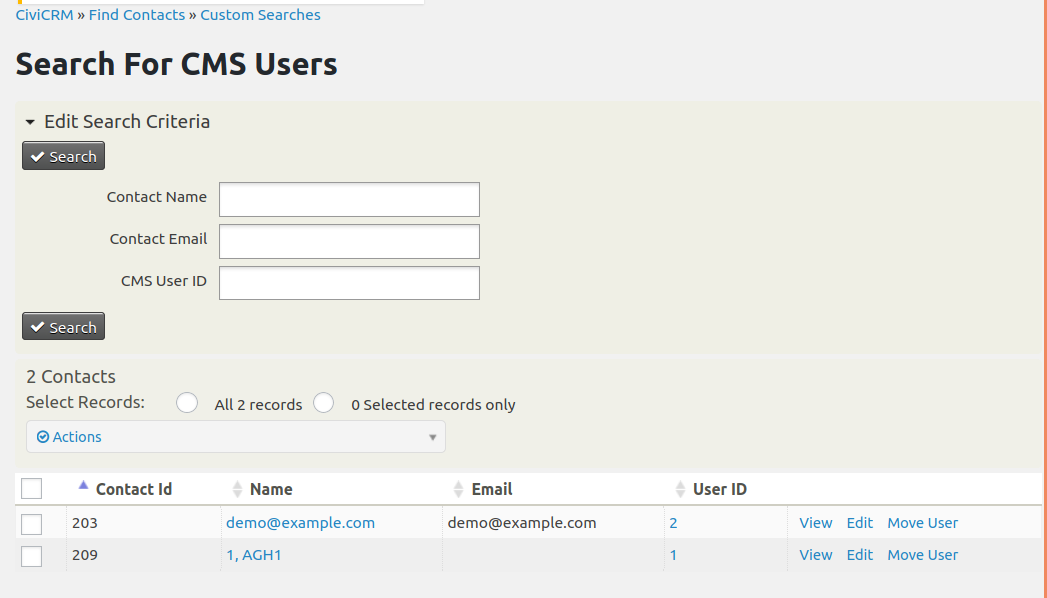 CiviCRM » Find Contacts » Custom Searches
Search For CMS Users
Edit Search Criteria
Search
Contact Name
Contact Email
CMS User ID
Search
2 Contacts
Select Records: All 2 records 0 Selected records only
Actions
Contact Id Name Email User ID
203 demo@example.com demo@example.com 2 View Edit Move User
209 1, AGH1 1 View Edit Move User